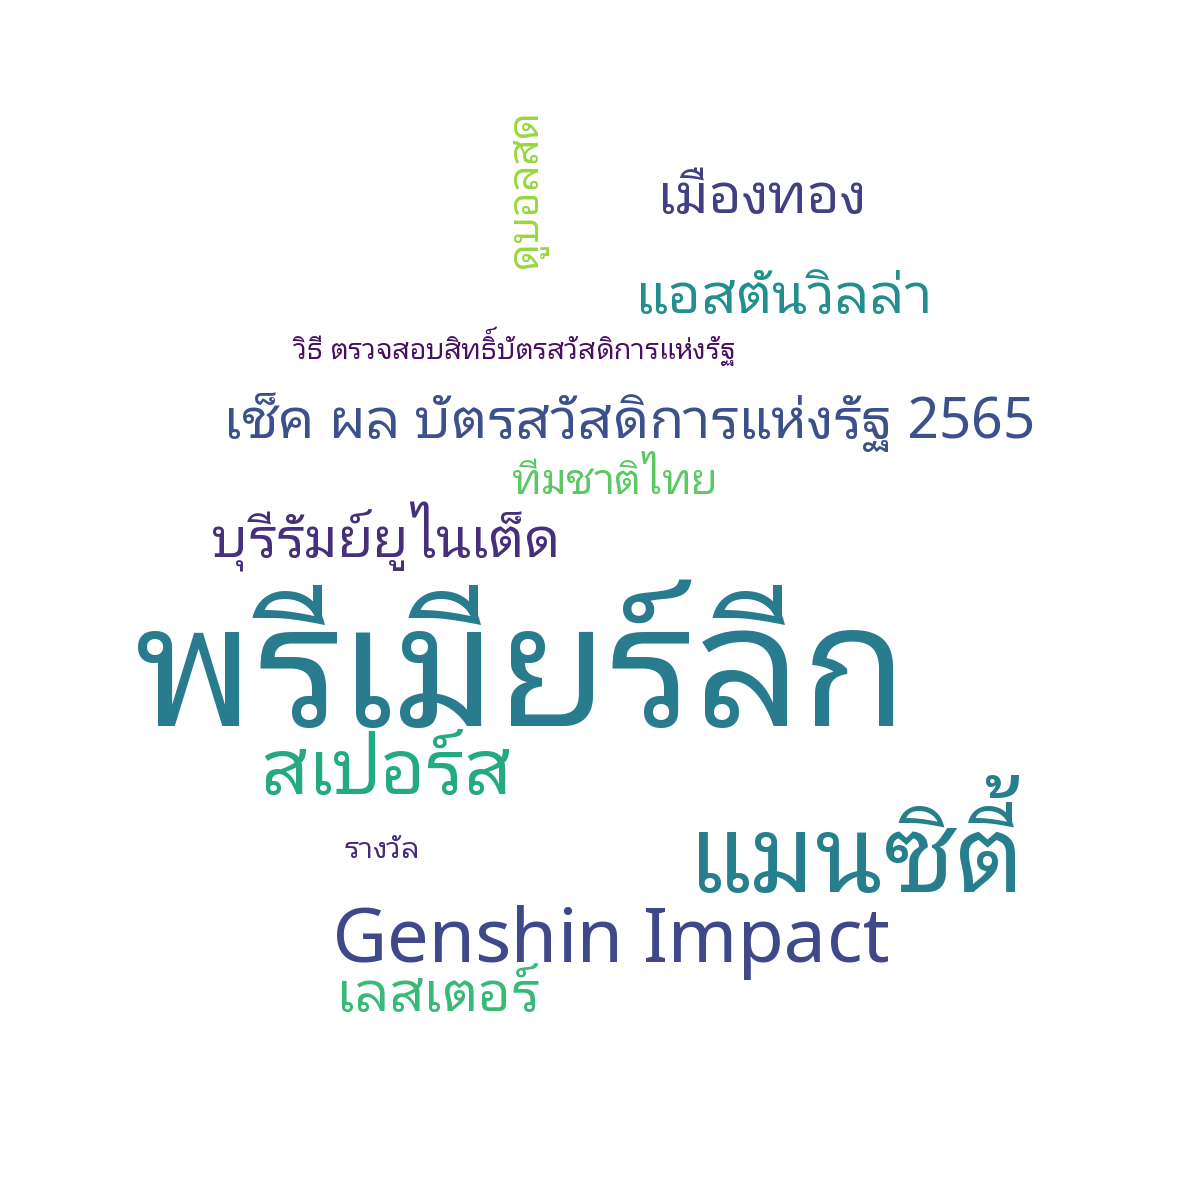 ดูบอลสด
เมืองทอง
แอสตันวิลล่า
วิธี ตรวจสอบสิทธิ์บัตรสวัสดิการแห่งรัฐ
เช็ค ผล บัตรสวัสดิการแห่งรัฐ 2565
ทีมชาติไทย
บุรีรัมย์ยูไนเต็ด
พรีเมียร์ลีก
สเปอร์ส
แมนซิตี้
รางวัล
Genshin Impact
เลสเตอร์